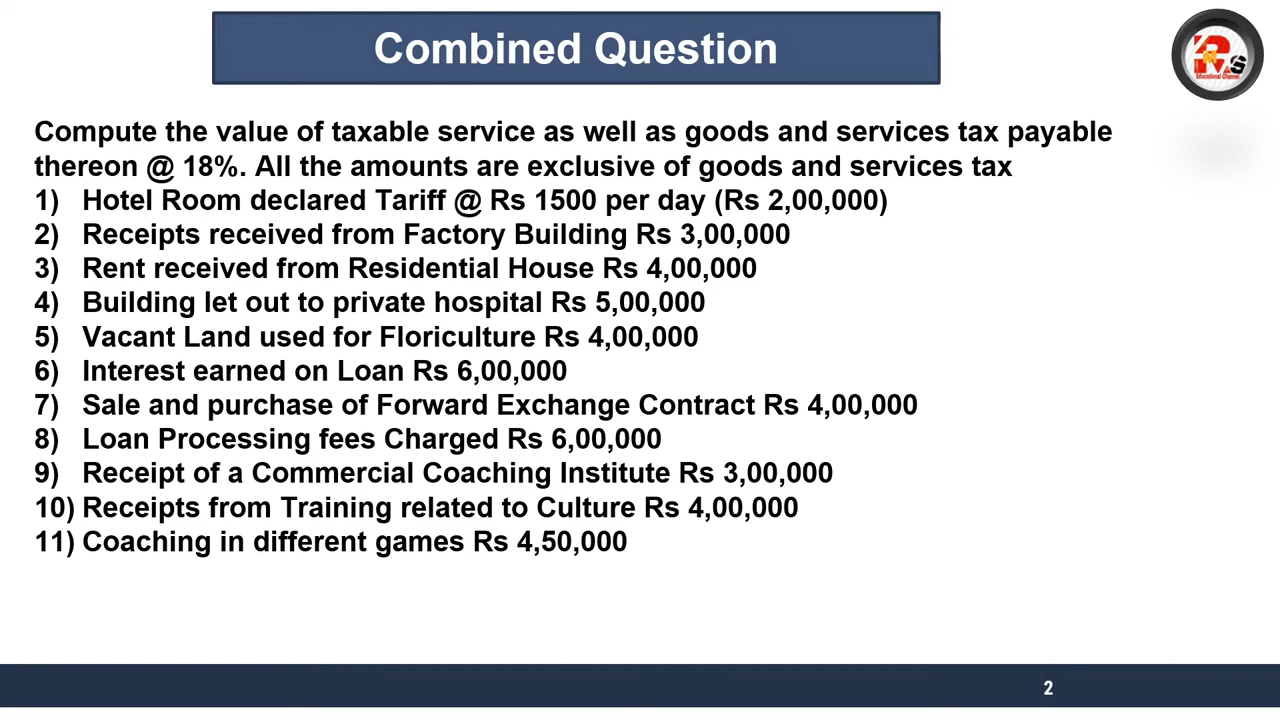 Combined Question
Compute the value of taxable service as well as goods and services tax payable
thereon @ 18%. All the amounts are exclusive of goods and services tax
1) Hotel Room declared Tariff @ Rs 1500 per day (Rs 2,00,000)
2) Receipts received from Factory Building Rs 3,00,000
3) Rent received from Residential House Rs 4,00,000
4) Building let out to private hospital Rs 5,00,000
5) Vacant Land used for Floriculture Rs 4,00,000
6) Interest earned on Loan Rs 6,00,000
7) Sale and purchase of Forward Exchange Contract Rs 4,00,000
8) Loan Processing fees Charged Rs 6,00,000
9) Receipt of a Commercial Coaching Institute Rs 3,00,000
10) Receipts from Training related to Culture Rs 4,00,000
11) Coaching in different games Rs 4,50,000
2